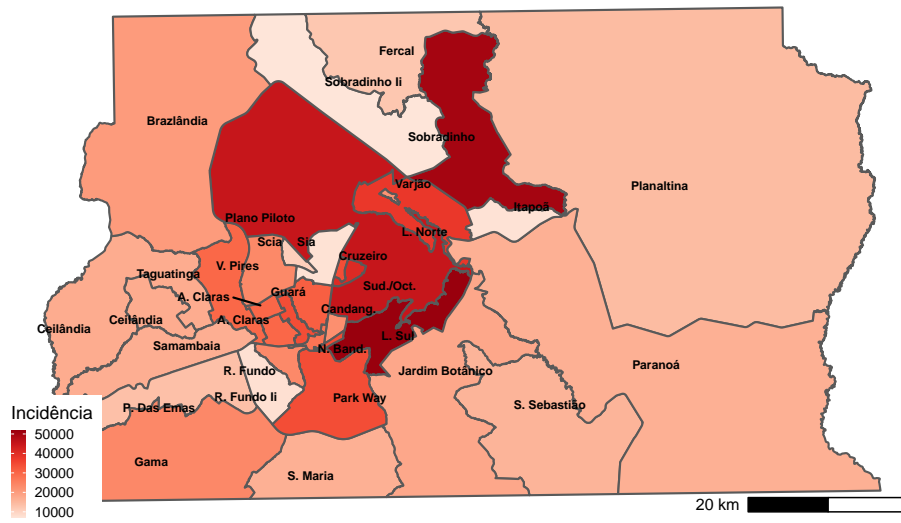 Fercal
Sobradinho Ii
Brazlândia
Sobradinho
Varjão
Planaltina
Itapoã
Plano Piloto
L. Norte
Scia
Sia
Cruzeiro
V. Pires
Taguatinga
Sud./Oct.
Guará
A. Claras
Candang.
Ceilândia
A. Claras
Ceilândia
L. Sul
Samambaia
N. Band.
Paranoá
R. Fundo
Jardim Botânico
R. Fundo Ii
Park Way
P. Das Emas
S. Sebastião
Incidência
50000
40000
30000
20000
10000
Gama
S. Maria
20 km